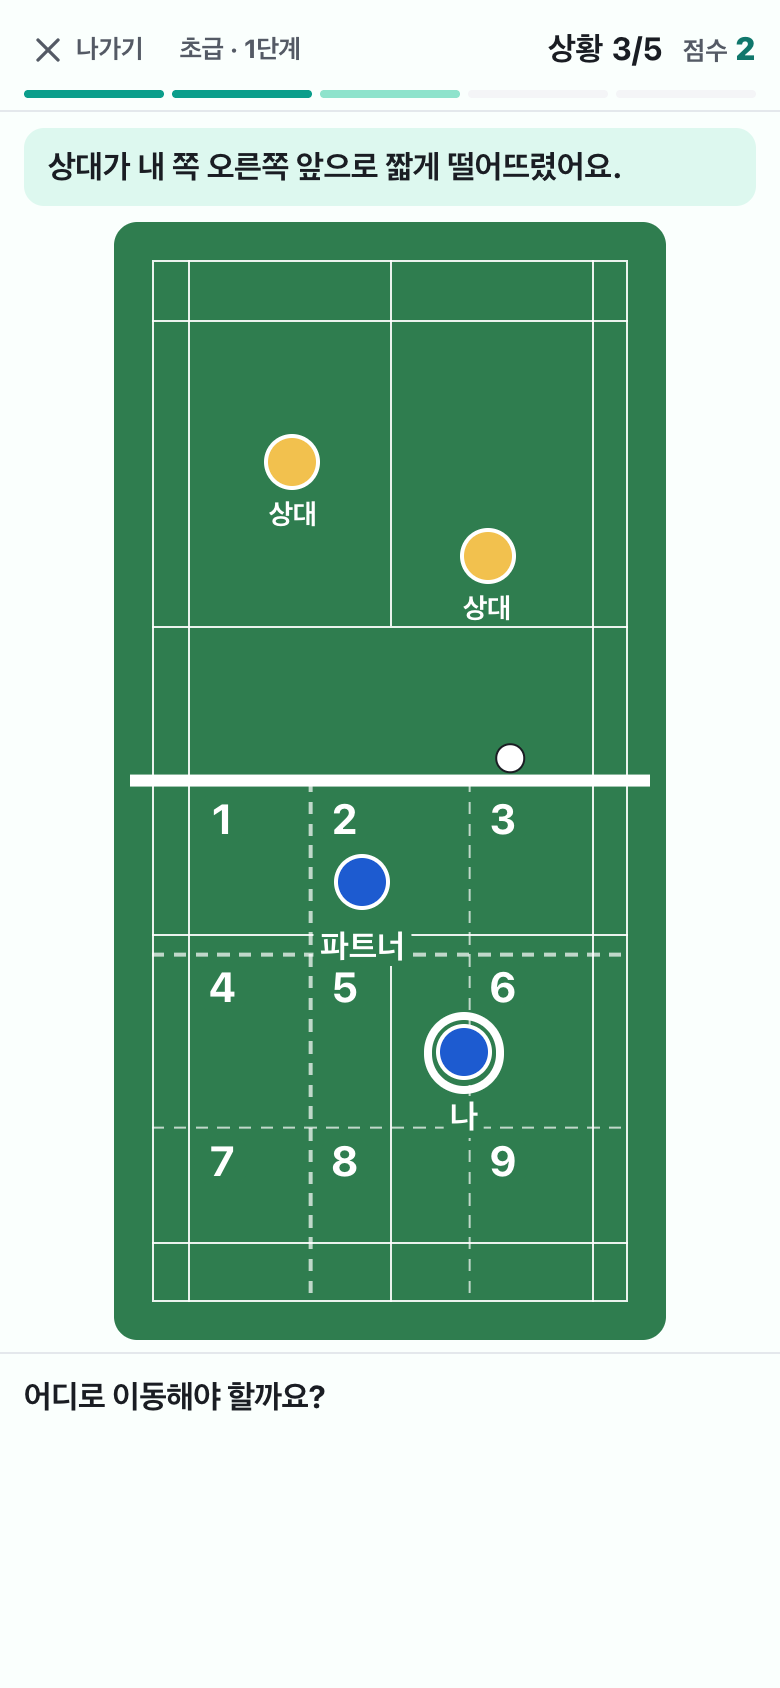 나가기 초급 · 1단계 상황 3/5 점수 2
상대가 내 쪽 오른쪽 앞으로 짧게 떨어뜨렸어요.
상대
상대
1 2 3
파트너
4 5 6
나
7 8 9
어디로 이동해야 할까요?